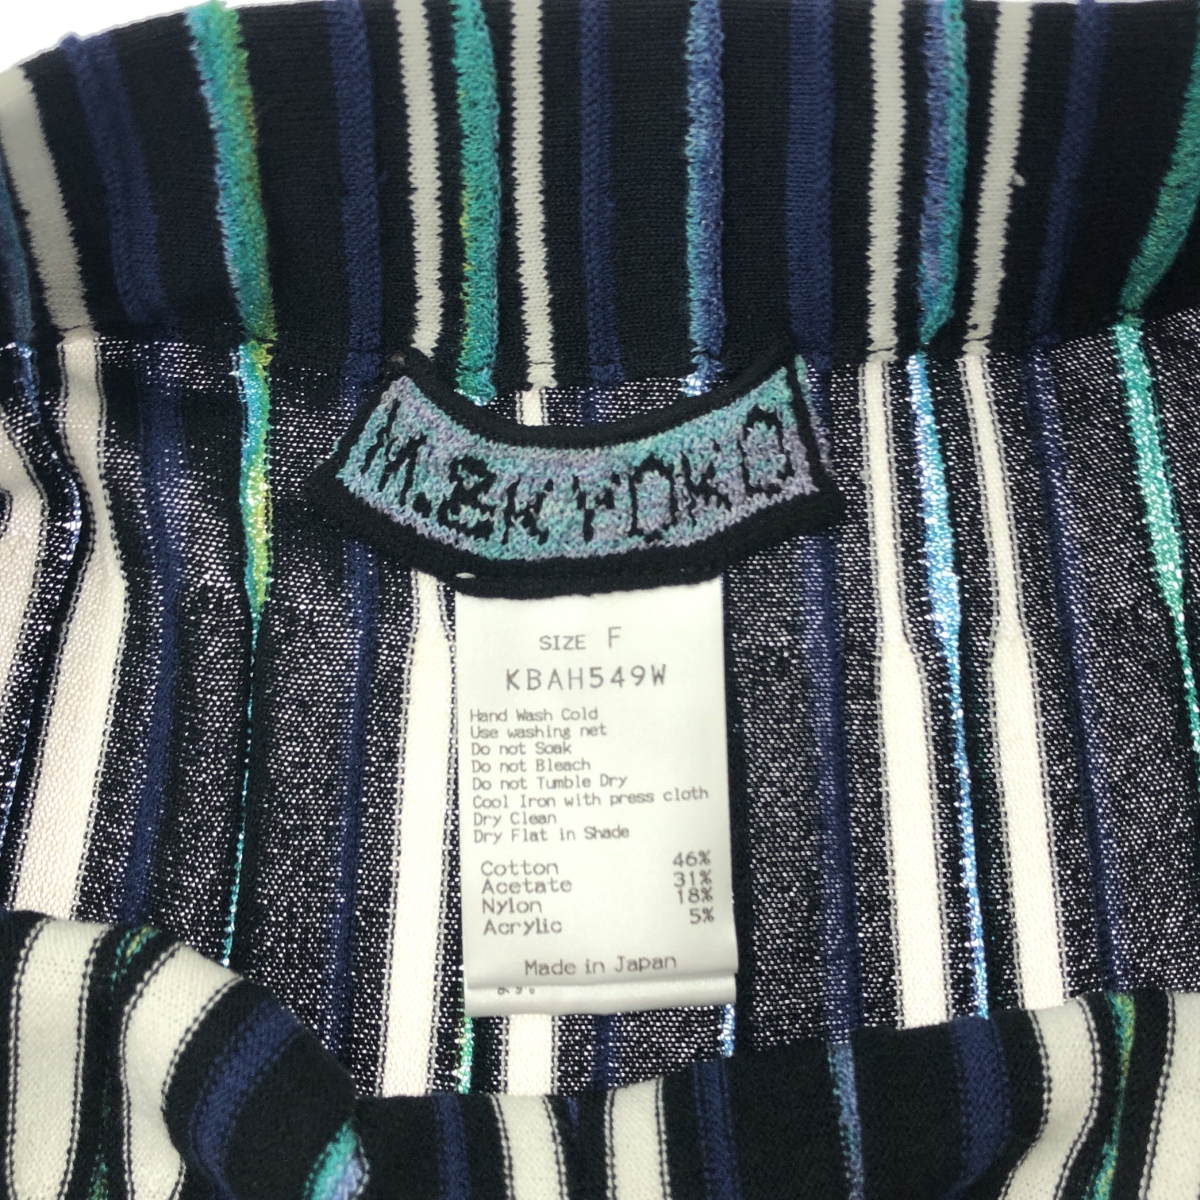 M.&KYOKO
SIZE F
KBAH549W
Hand Wash Cold
Use washing net
Do not Soak
Do not Bleach
Do not Tumble Dry
Cool Iron with press cloth
Dry Clean
Dry Flat in Shade
Cotton 46%
Acetate 31%
Nylon 18%
Acrylic 5%
Made in Japan